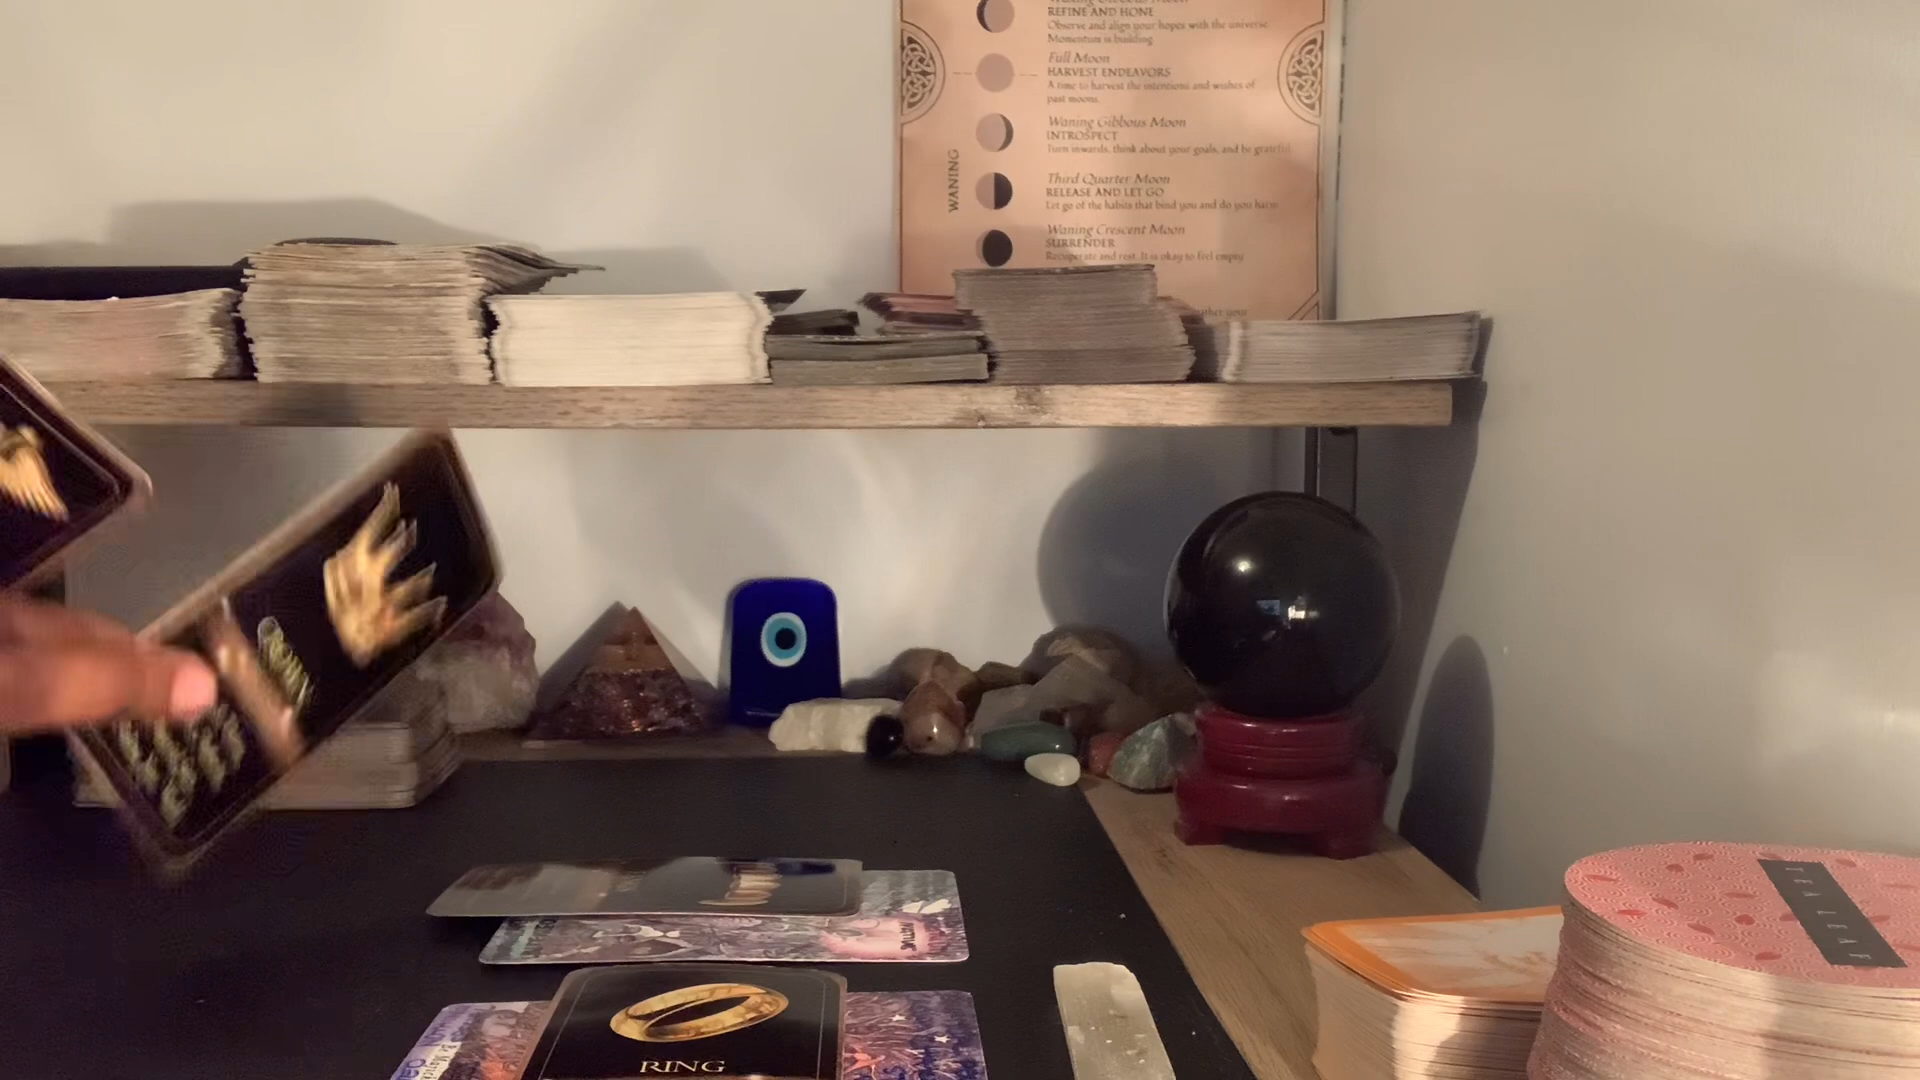 REFINE AND HONE
Observe and align your hopes with the universe.
Momentum is building.
Full Moon
HARVEST ENDEAVORS
A time to harvest the intentions and wishes of
past moons.
Waning Gibbous Moon
INTROSPECT
Turn inwards, think about your goals, and be grateful
Third Quarter Moon
RELEASE AND LET GO
Let go of the habits that bind you and do you harm
Waning Crescent Moon
SURRENDER
Recuperate and rest. It is okay to feel empty
WANING
TEA LEAF
RING